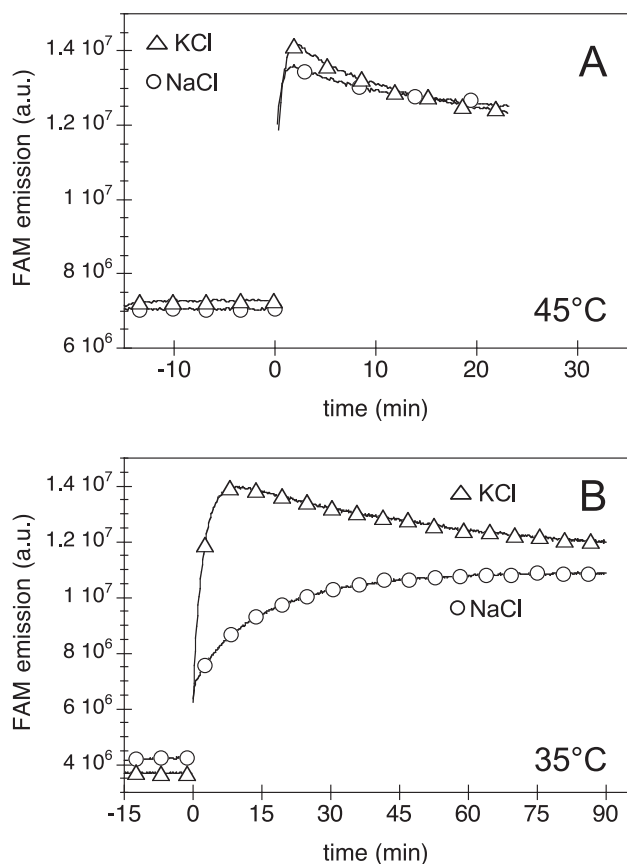 A
KCl
NaCl
FAM emission (a.u.)
1.4 10⁷
1.2 10⁷
1 10⁷
8 10⁶
6 10⁶
45°C
-10 0 10 20 30
time (min)
B
KCl
NaCl
FAM emission (a.u.)
1.4 10⁷
1.2 10⁷
1 10⁷
8 10⁶
6 10⁶
4 10⁶
35°C
-15 0 15 30 45 60 75 90
time (min)